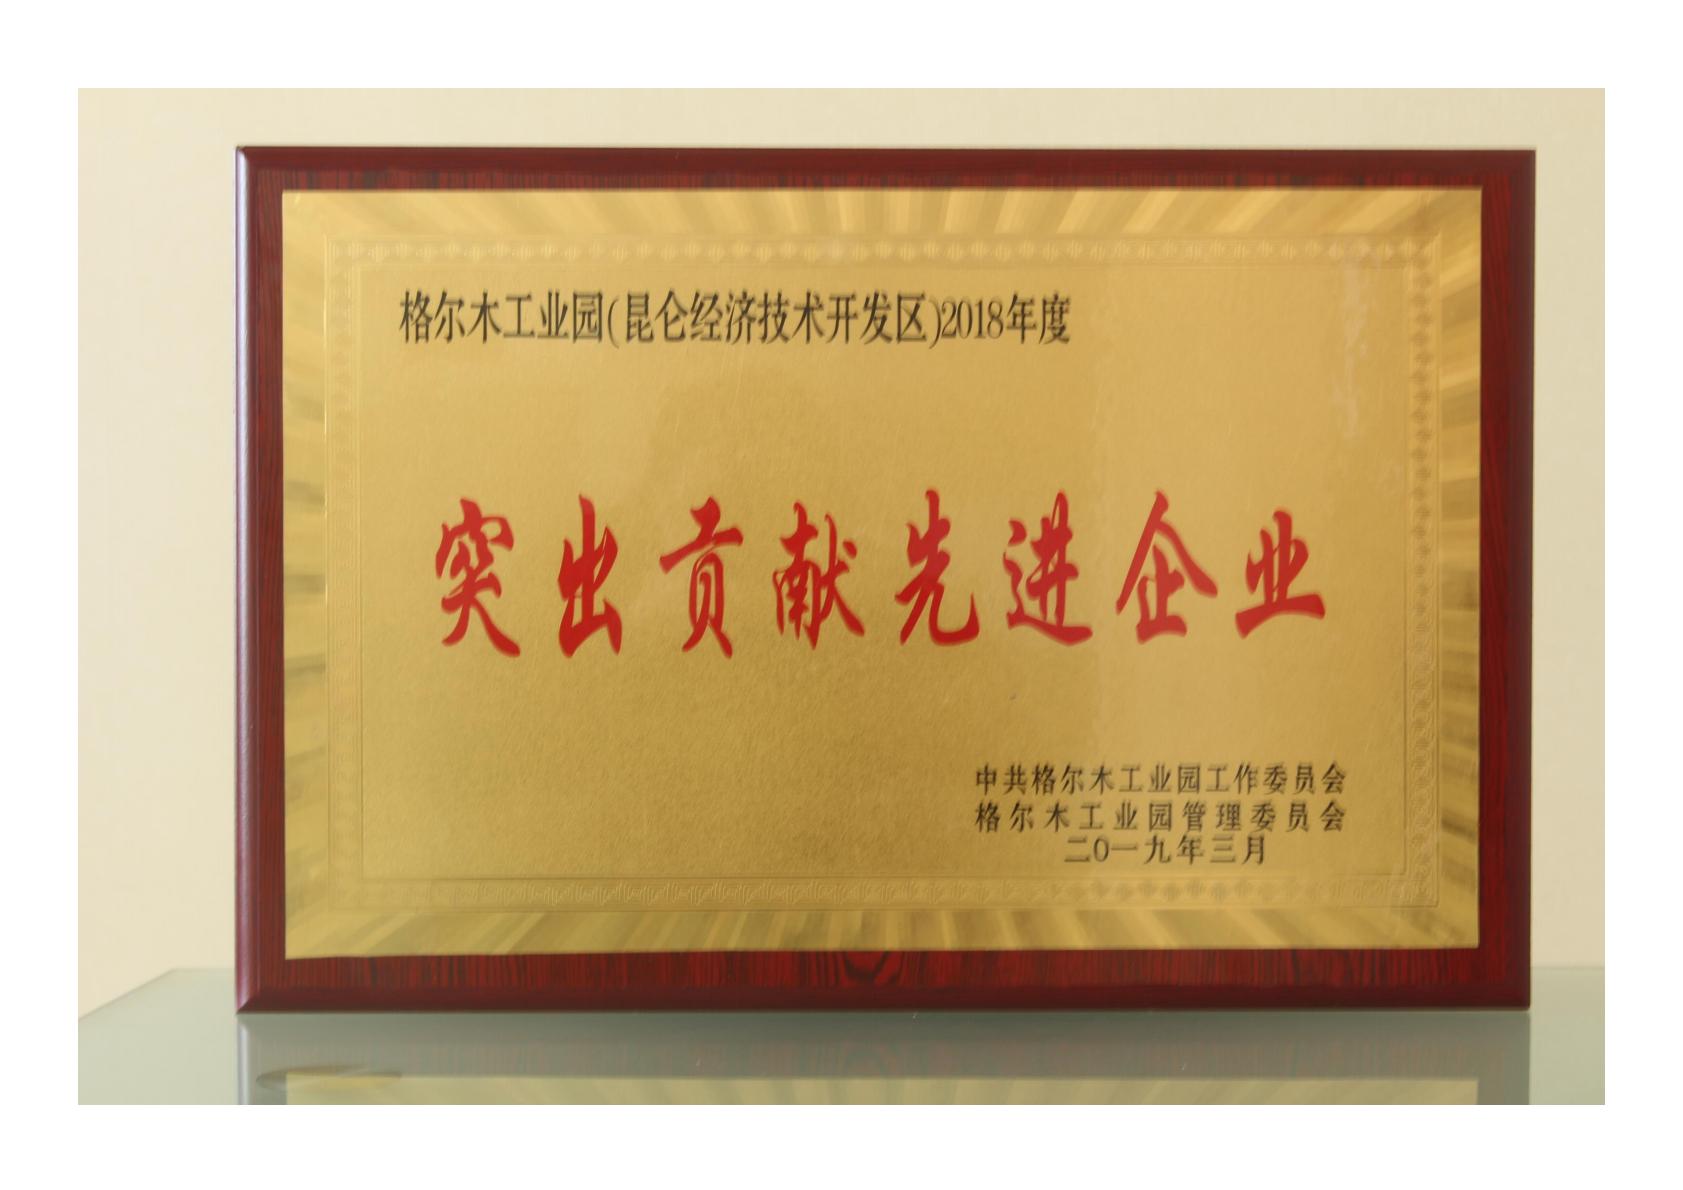 格尔木工业园(昆仑经济技术开发区)2018年度
突出贡献先进企业
中共格尔木工业园工作委员会
格尔木工业园管理委员会
二〇一九年三月